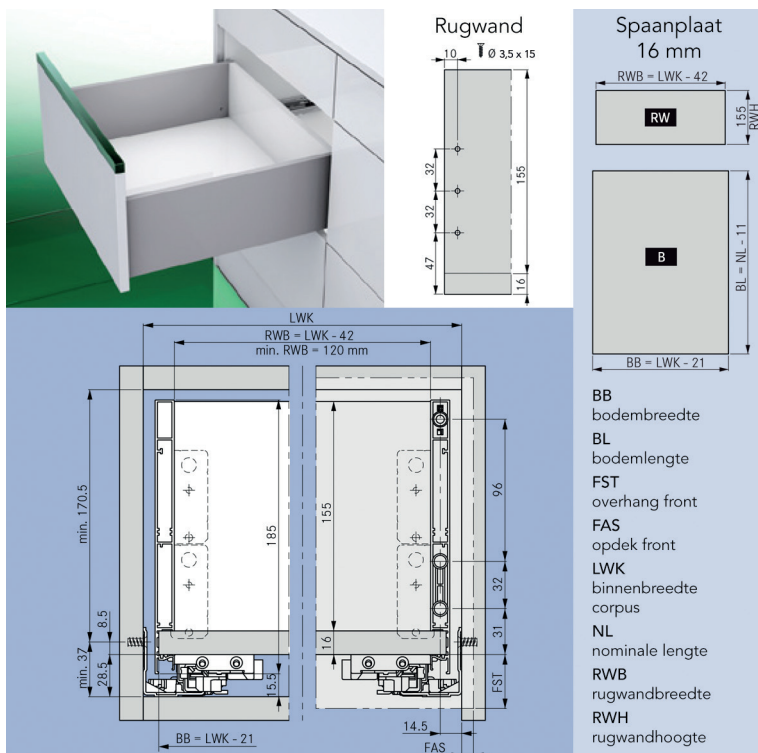 Rugwand
10
Ø 3,5 x 15
32
32
47
155
16
Spaanplaat
16 mm
RWB = LWK - 42
RW
155
RWH
B
BL = NL - 11
BB = LWK - 21
LWK
RWB = LWK - 42
min. RWB = 120 mm
min. 170.5
8.5
min. 37
28.5
185
15.5
155
16
96
32
31
FST
14.5
FAS
BB = LWK - 21
BB
bodembreedte
BL
bodemlengte
FST
overhang front
FAS
opdek front
LWK
binnenbreedte
corpus
NL
nominale lengte
RWB
rugwandbreedte
RWH
rugwandhoogte